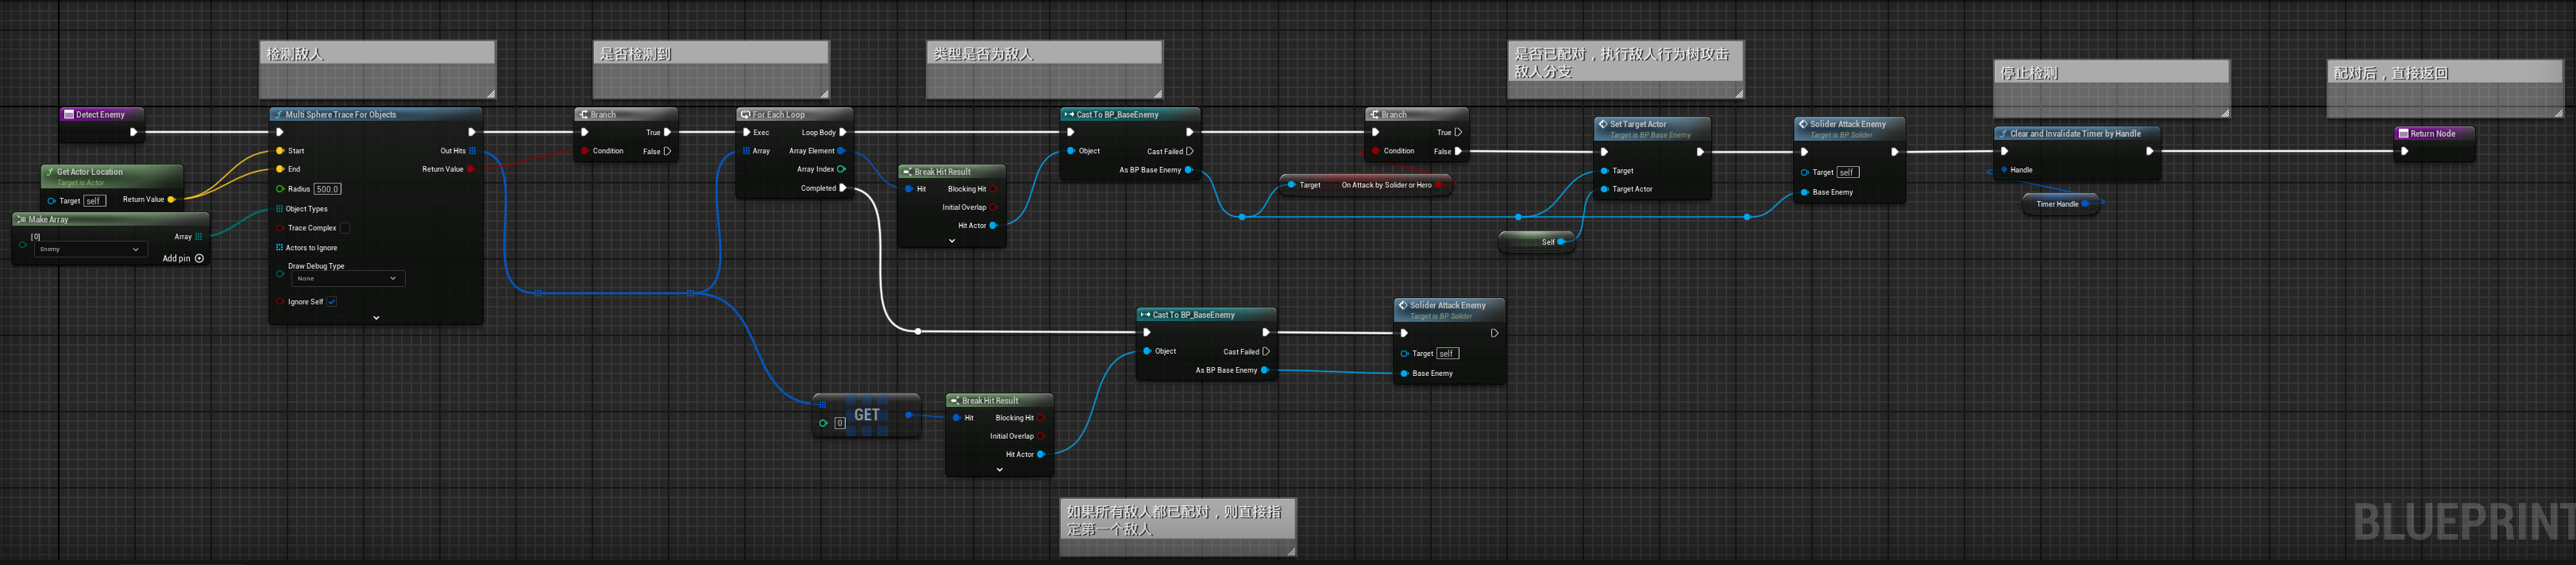 检测敌人
是否检测到
类型是否为敌人
是否已配对，执行敌人行为树攻击
敌人分支
停止检测
配对后，直接返回
Detect Enemy
Multi Sphere Trace For Objects
Start
Out Hits
End
Return Value
Radius 500.0
Object Types
Trace Complex
Actors to Ignore
Draw Debug Type
None
Ignore Self
Get Actor Location
Target is Actor
Target self
Return Value
Make Array
[0]
Array
Enemy
Add pin
Branch
True
Condition
False
For Each Loop
Exec
Loop Body
Array
Array Element
Array Index
Completed
Break Hit Result
Hit
Blocking Hit
Initial Overlap
Hit Actor
Cast To BP_BaseEnemy
Object
Cast Failed
As BP Base Enemy
Branch
True
Condition
False
Target
On Attack by Solider or Hero
Set Target Actor
Target is BP Base Enemy
Target
Target Actor
Self
Solider Attack Enemy
Target is BP Solider
Target self
Base Enemy
Clear and Invalidate Timer by Handle
Handle
Timer Handle
Return Node
Cast To BP_BaseEnemy
Object
Cast Failed
As BP Base Enemy
Solider Attack Enemy
Target is BP Solider
Target self
Base Enemy
GET
0
Break Hit Result
Hit
Blocking Hit
Initial Overlap
Hit Actor
如果所有敌人都已配对，则直接指
定第一个敌人
BLUEPRINT